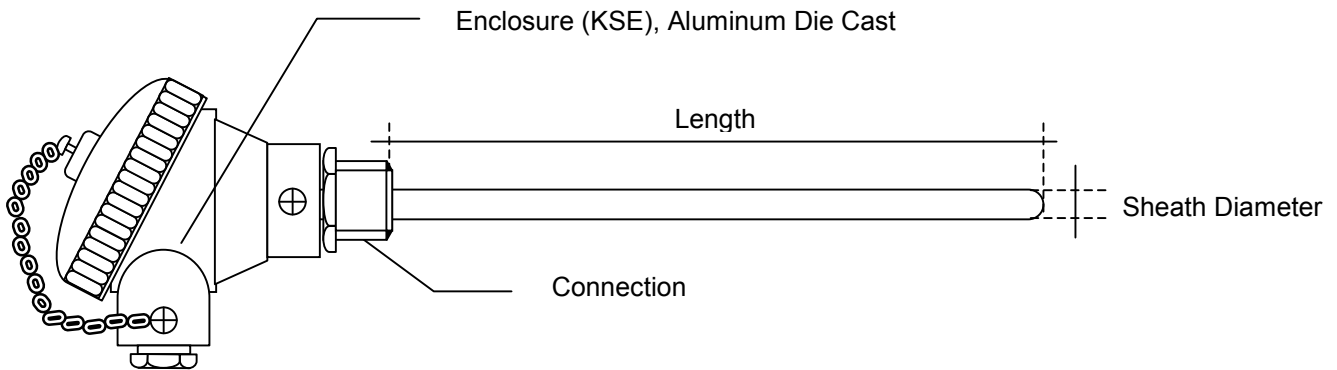 Enclosure (KSE), Aluminum Die Cast
Length
Sheath Diameter
Connection